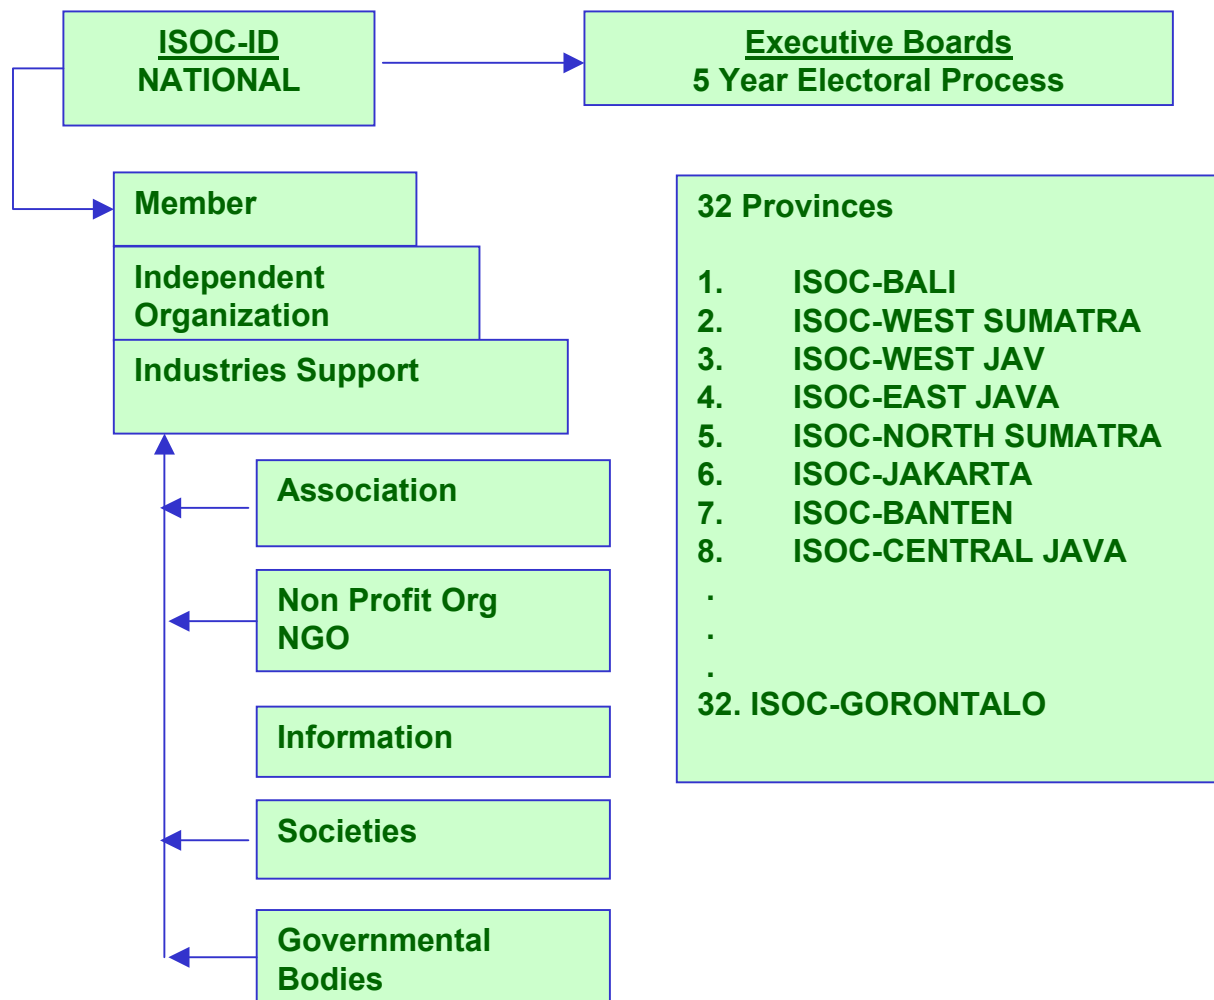 ISOC-ID
NATIONAL
Executive Boards
5 Year Electoral Process
Member
Independent
Organization
Industries Support
Association
Non Profit Org
NGO
Information
Societies
Governmental
Bodies
32 Provinces
1. ISOC-BALI
2. ISOC-WEST SUMATRA
3. ISOC-WEST JAV
4. ISOC-EAST JAVA
5. ISOC-NORTH SUMATRA
6. ISOC-JAKARTA
7. ISOC-BANTEN
8. ISOC-CENTRAL JAVA
.
.
.
32. ISOC-GORONTALO